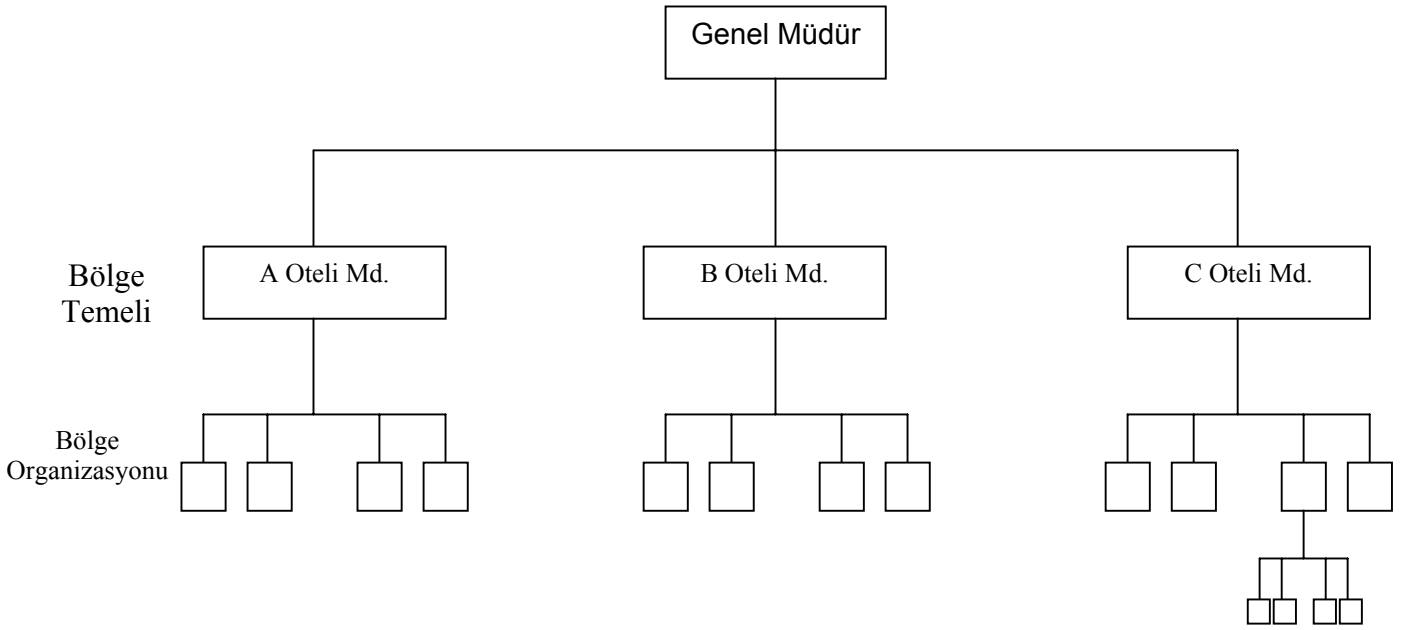 Genel Müdür
Bölge
Temeli
A Oteli Md.
B Oteli Md.
C Oteli Md.
Bölge
Organizasyonu